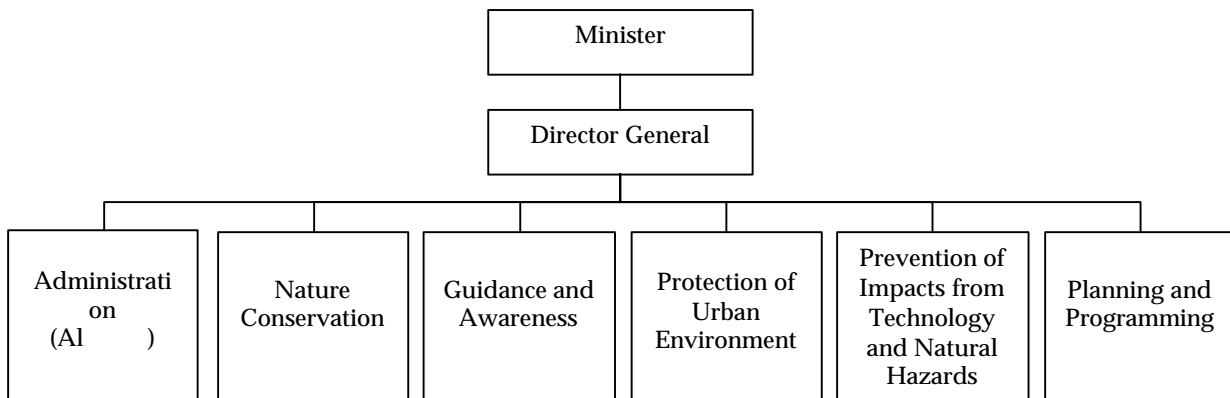 Minister
Director General
Administrati
on
(Al )
Nature
Conservation
Guidance and
Awareness
Protection of
Urban
Environment
Prevention of
Impacts from
Technology
and Natural
Hazards
Planning and
Programming